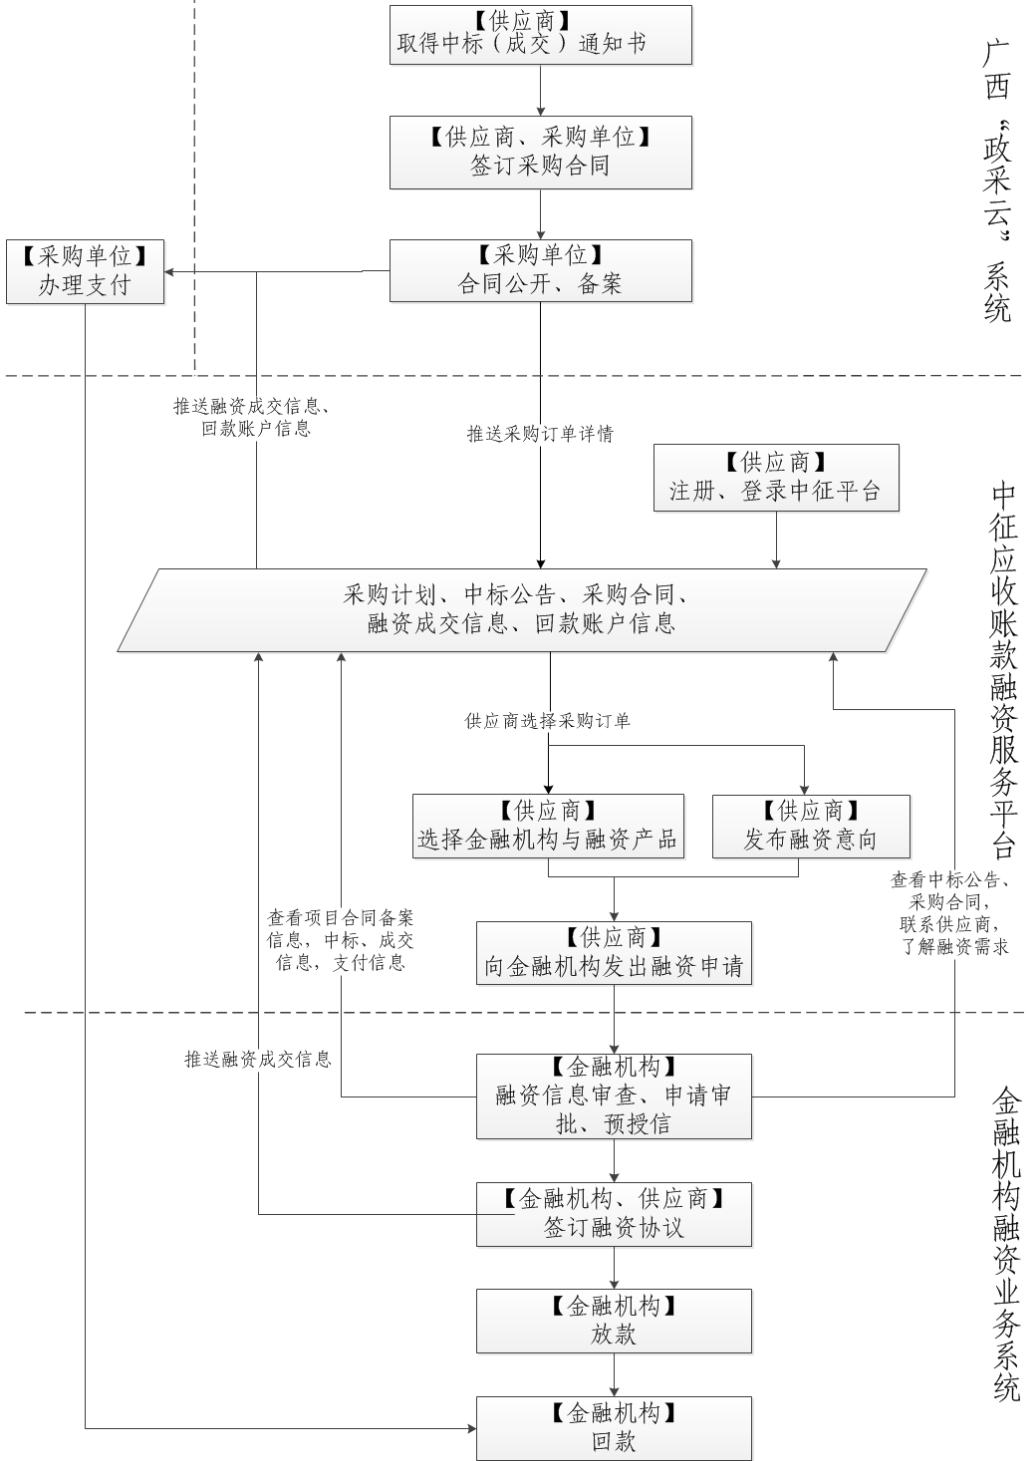 【供应商】
取得中标（成交）通知书
广西“政采云”系统
【供应商、采购单位】
签订采购合同
【采购单位】
办理支付
【采购单位】
合同公开、备案
推送融资成交信息、
回款账户信息
推送采购订单详情
【供应商】
注册、登录中征平台
中征应收账款融资服务平台
采购计划、中标公告、采购合同、
融资成交信息、回款账户信息
供应商选择采购订单
【供应商】
选择金融机构与融资产品
【供应商】
发布融资意向
查看中标公告、
采购合同，
联系供应商，
了解融资需求
查看项目合同备案
信息，中标、成交
信息，支付信息
【供应商】
向金融机构发出融资申请
推送融资成交信息
【金融机构】
融资信息审查、申请审
批、预授信
金融机构融资业务系统
【金融机构、供应商】
签订融资协议
【金融机构】
放款
【金融机构】
回款